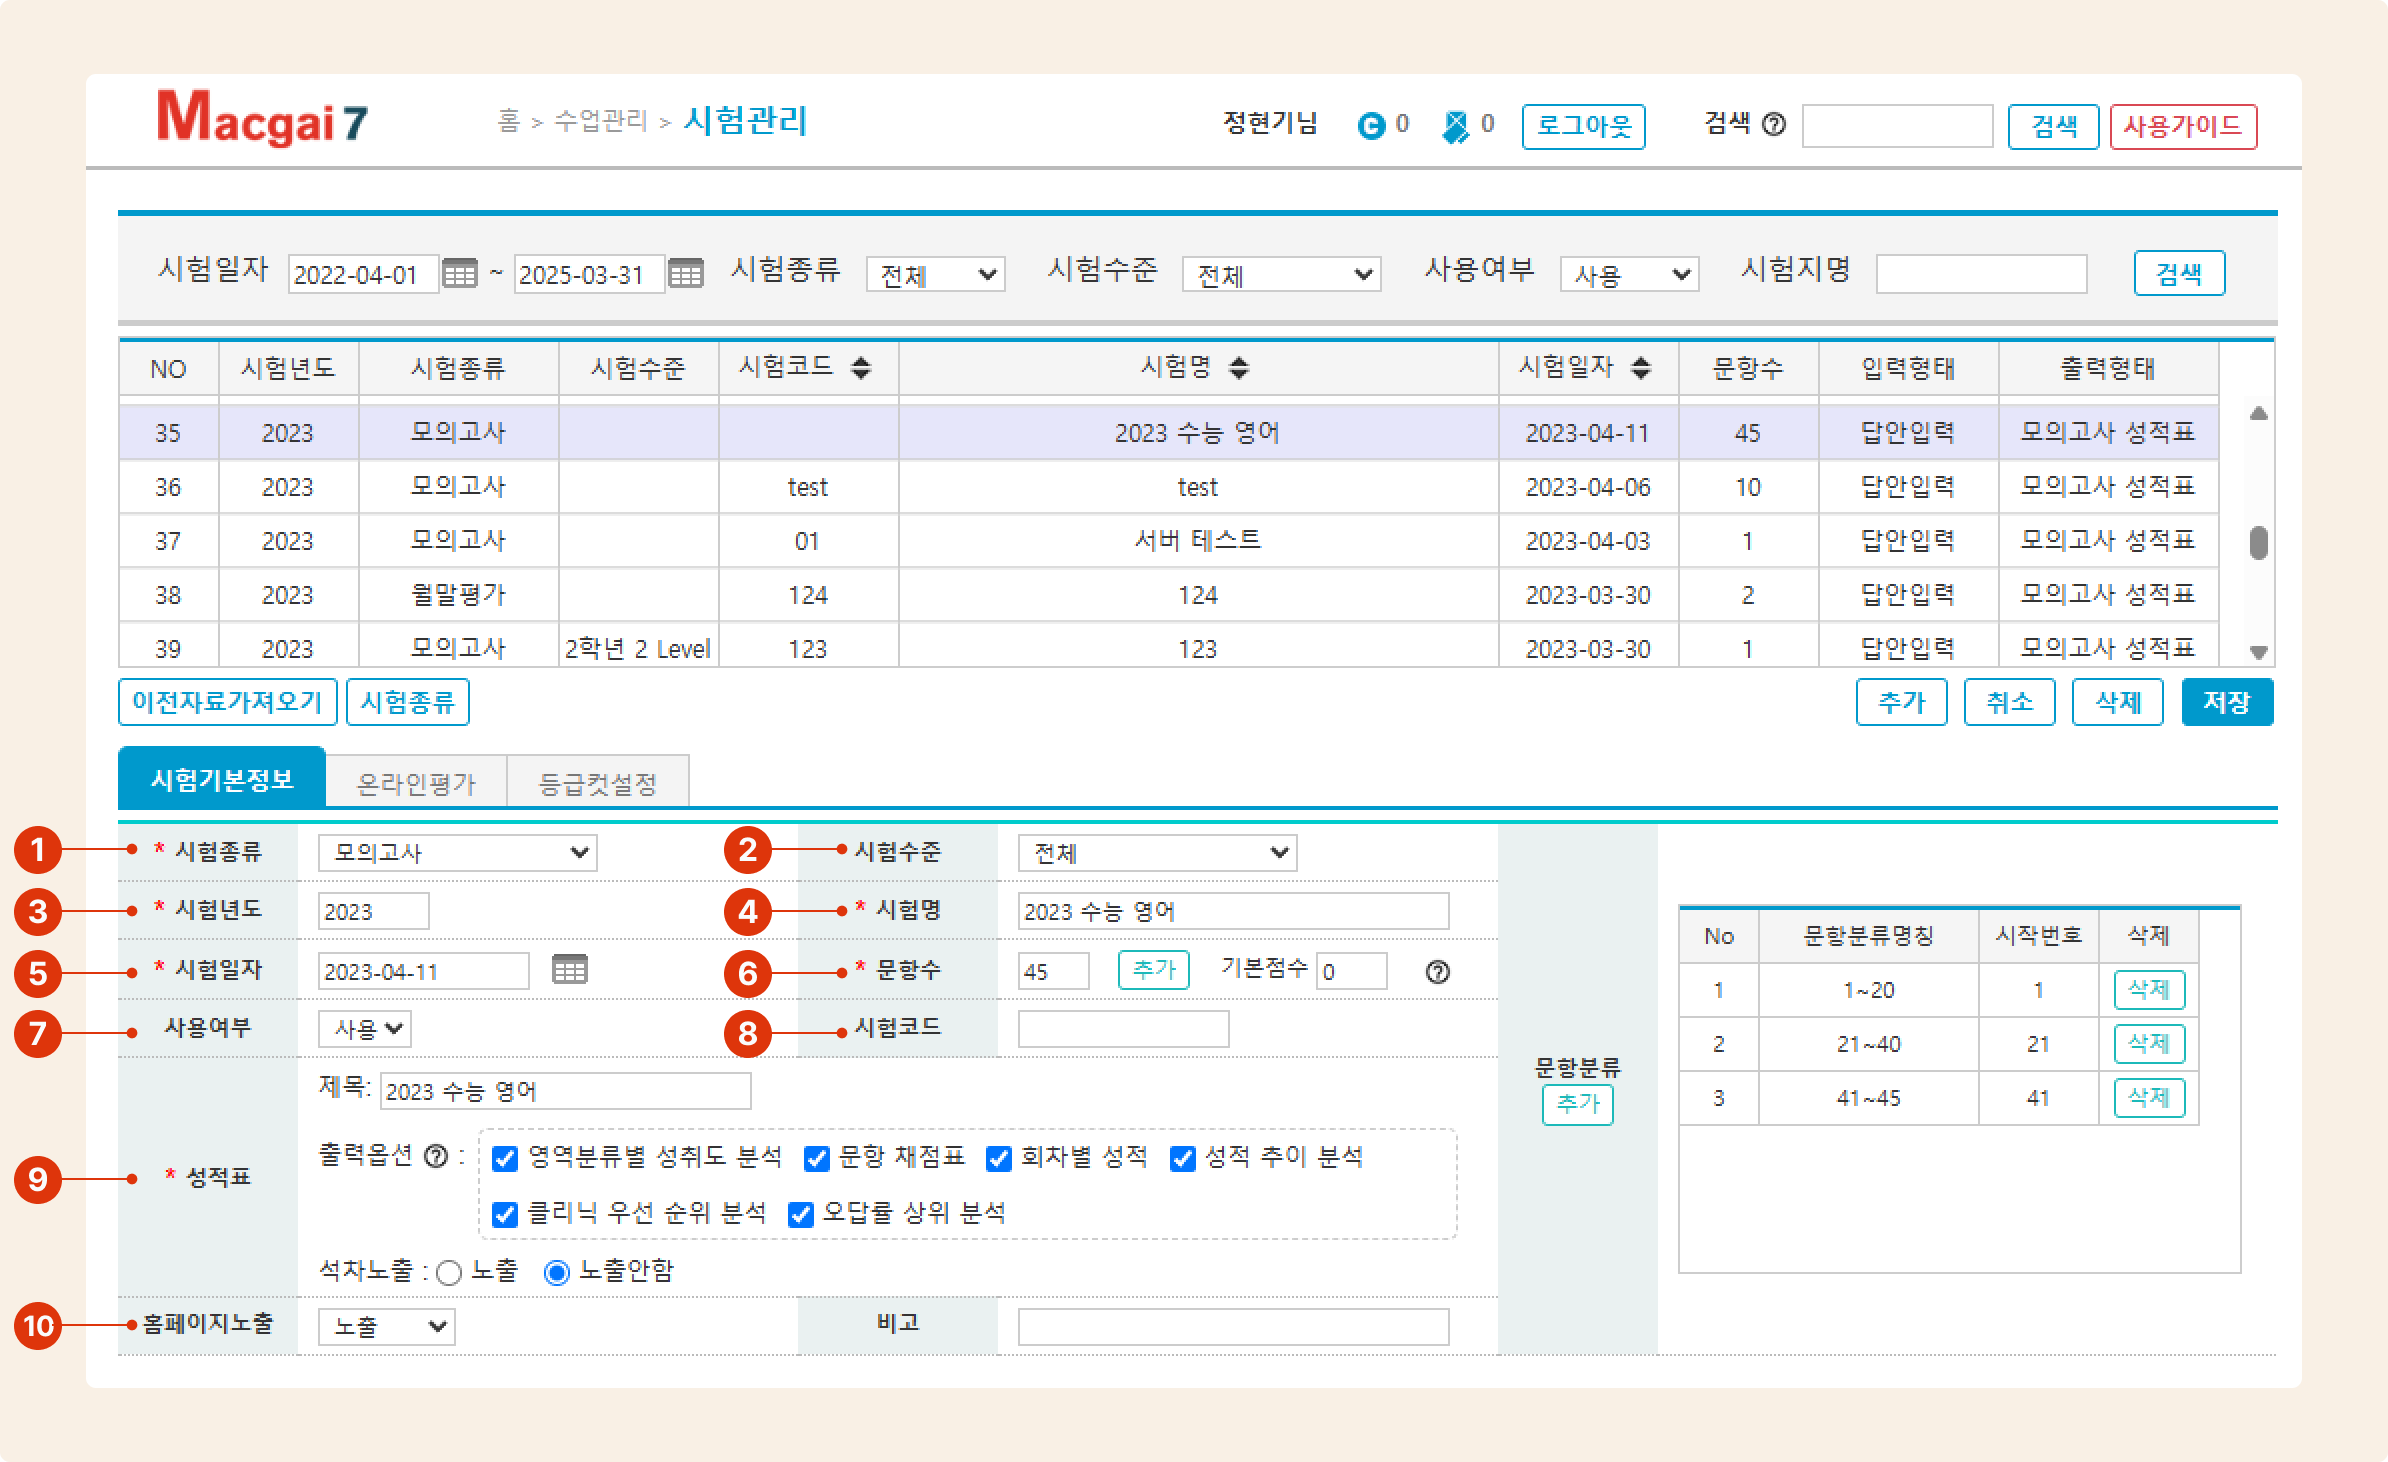 Macgai 7
홈 > 수업관리 > 시험관리
정현기님 0 0 로그아웃 검색 검색 사용가이드
시험일자 2022-04-01 ~ 2025-03-31 시험종류 전체 시험수준 전체 사용여부 사용 시험지명 검색
NO 시험년도 시험종류 시험수준 시험코드 시험명 시험일자 문항수 입력형태 출력형태
35 2023 모의고사 2023 수능 영어 2023-04-11 45 답안입력 모의고사 성적표
36 2023 모의고사 test test 2023-04-06 10 답안입력 모의고사 성적표
37 2023 모의고사 01 서버 테스트 2023-04-03 1 답안입력 모의고사 성적표
38 2023 월말평가 124 124 2023-03-30 2 답안입력 모의고사 성적표
39 2023 모의고사 2학년 2 Level 123 123 2023-03-30 1 답안입력 모의고사 성적표
이전자료가져오기 시험종류 추가 취소 삭제 저장
시험기본정보 온라인평가 등급컷설정
1 * 시험종류 모의고사 2 시험수준 전체
3 * 시험년도 2023 4 * 시험명 2023 수능 영어
5 * 시험일자 2023-04-11 6 * 문항수 45 추가 기본점수 0
7 사용여부 사용 8 시험코드
9 * 성적표
제목: 2023 수능 영어
출력옵션 : 영역분류별 성취도 분석 문항 채점표 회차별 성적 성적 추이 분석
클리닉 우선 순위 분석 오답률 상위 분석
석차노출 : 노출 노출안함
10 홈페이지노출 노출 비고
문항분류
추가
No 문항분류명칭 시작번호 삭제
1 1~20 1 삭제
2 21~40 21 삭제
3 41~45 41 삭제